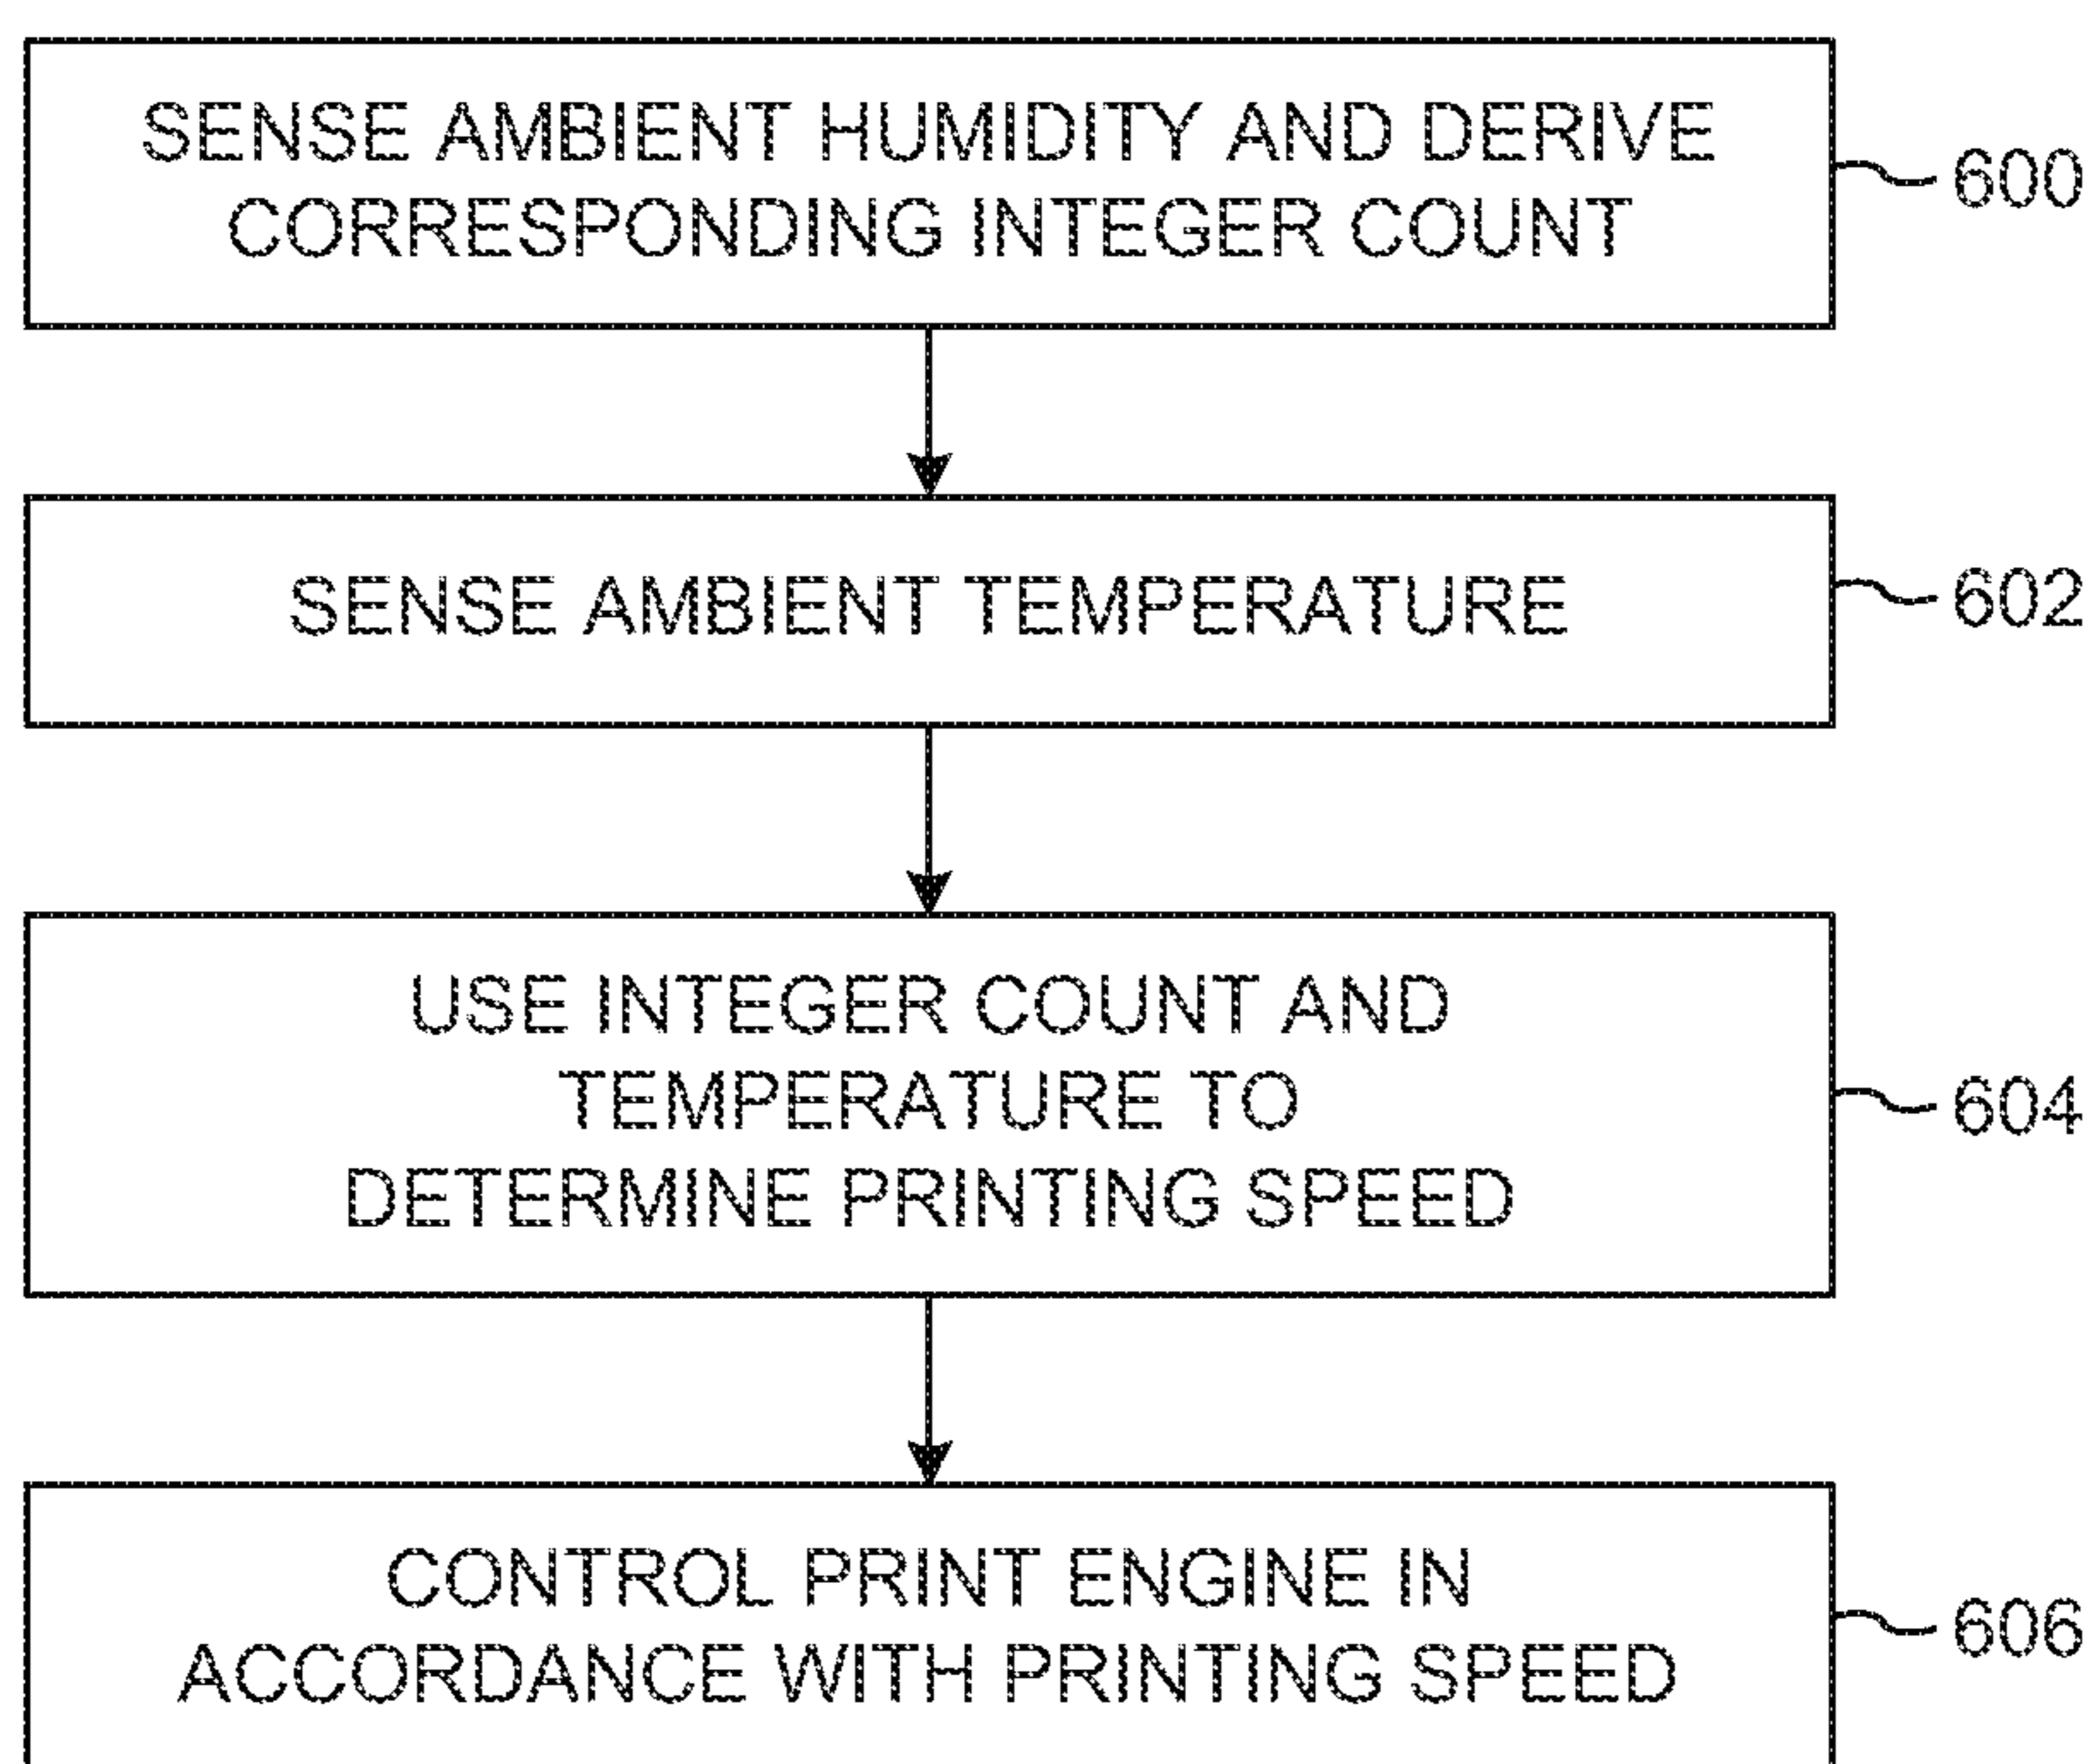 SENSE AMBIENT HUMIDITY AND DERIVE
CORRESPONDING INTEGER COUNT
600
SENSE AMBIENT TEMPERATURE
602
USE INTEGER COUNT AND
TEMPERATURE TO
DETERMINE PRINTING SPEED
604
CONTROL PRINT ENGINE IN
ACCORDANCE WITH PRINTING SPEED
606